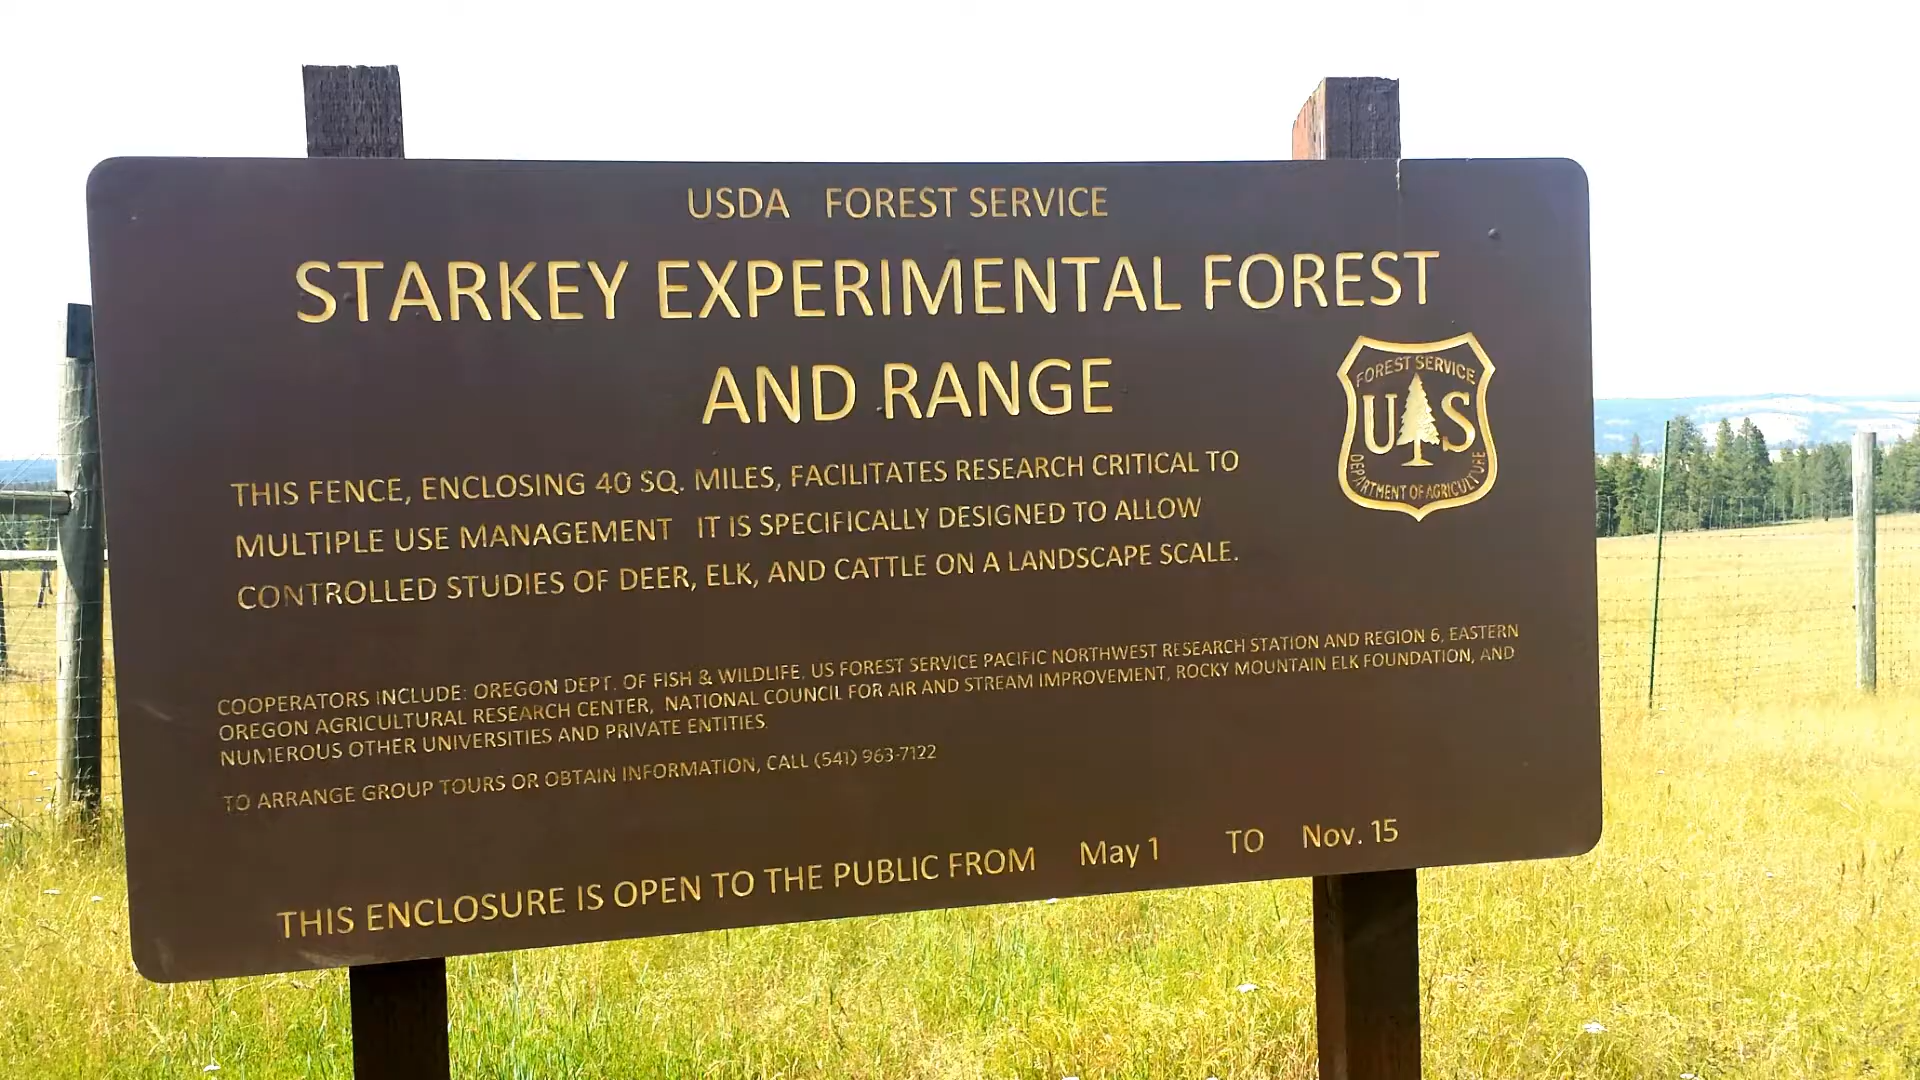 USDA FOREST SERVICE
STARKEY EXPERIMENTAL FOREST
AND RANGE
FOREST SERVICE
U S
DEPARTMENT OF AGRICULTURE
THIS FENCE, ENCLOSING 40 SQ. MILES, FACILITATES RESEARCH CRITICAL TO
MULTIPLE USE MANAGEMENT IT IS SPECIFICALLY DESIGNED TO ALLOW
CONTROLLED STUDIES OF DEER, ELK, AND CATTLE ON A LANDSCAPE SCALE.
COOPERATORS INCLUDE: OREGON DEPT. OF FISH & WILDLIFE, US FOREST SERVICE PACIFIC NORTHWEST RESEARCH STATION AND REGION 6, EASTERN
OREGON AGRICULTURAL RESEARCH CENTER, NATIONAL COUNCIL FOR AIR AND STREAM IMPROVEMENT, ROCKY MOUNTAIN ELK FOUNDATION, AND
NUMEROUS OTHER UNIVERSITIES AND PRIVATE ENTITIES.
TO ARRANGE GROUP TOURS OR OBTAIN INFORMATION, CALL (541) 963-7122
THIS ENCLOSURE IS OPEN TO THE PUBLIC FROM May 1 TO Nov. 15